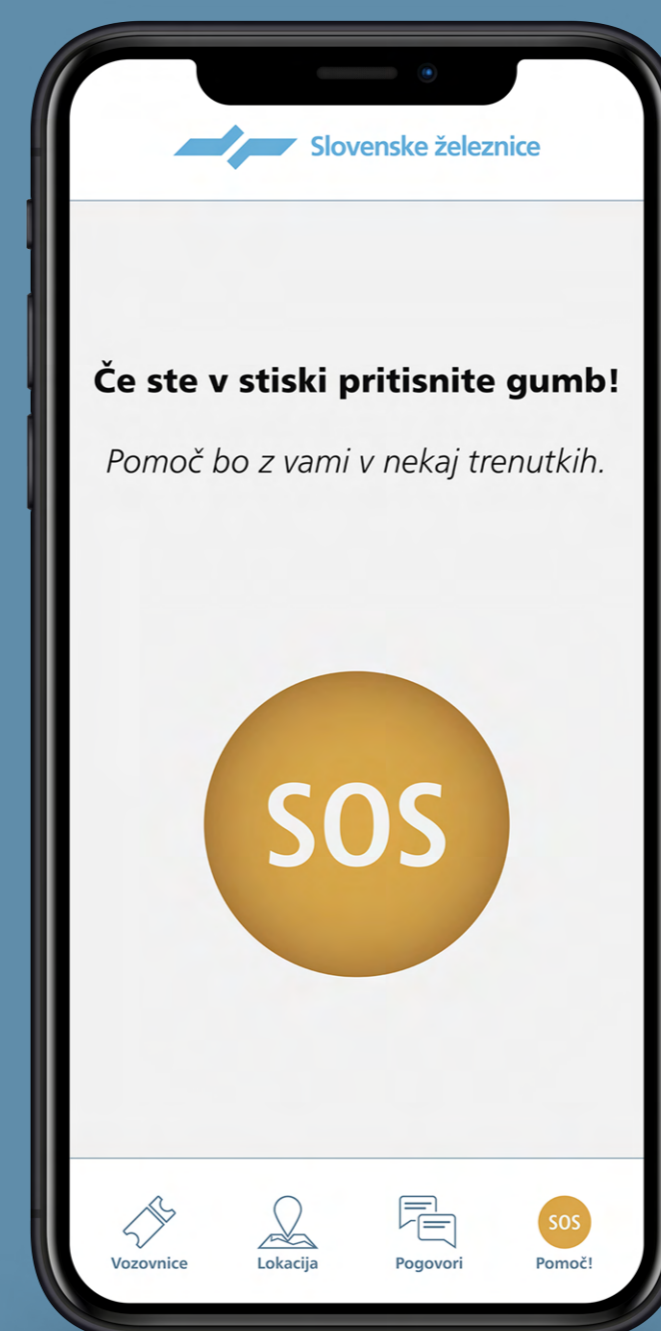 Slovenske železnice
Če ste v stiski pritisnite gumb!
Pomoč bo z vami v nekaj trenutkih.
SOS
SOS
Vozovnice
Lokacija
Pogovori
Pomoč!